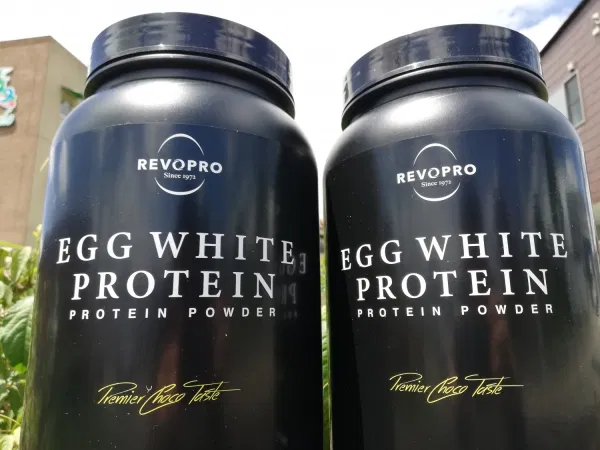 REVOPRO
Since 1972
EGG WHITE
PROTEIN
PROTEIN POWDER
Premier Choco Taste
REVOPRO
Since 1972
EGG WHITE
PROTEIN
PROTEIN POWDER
Premier Choco Taste